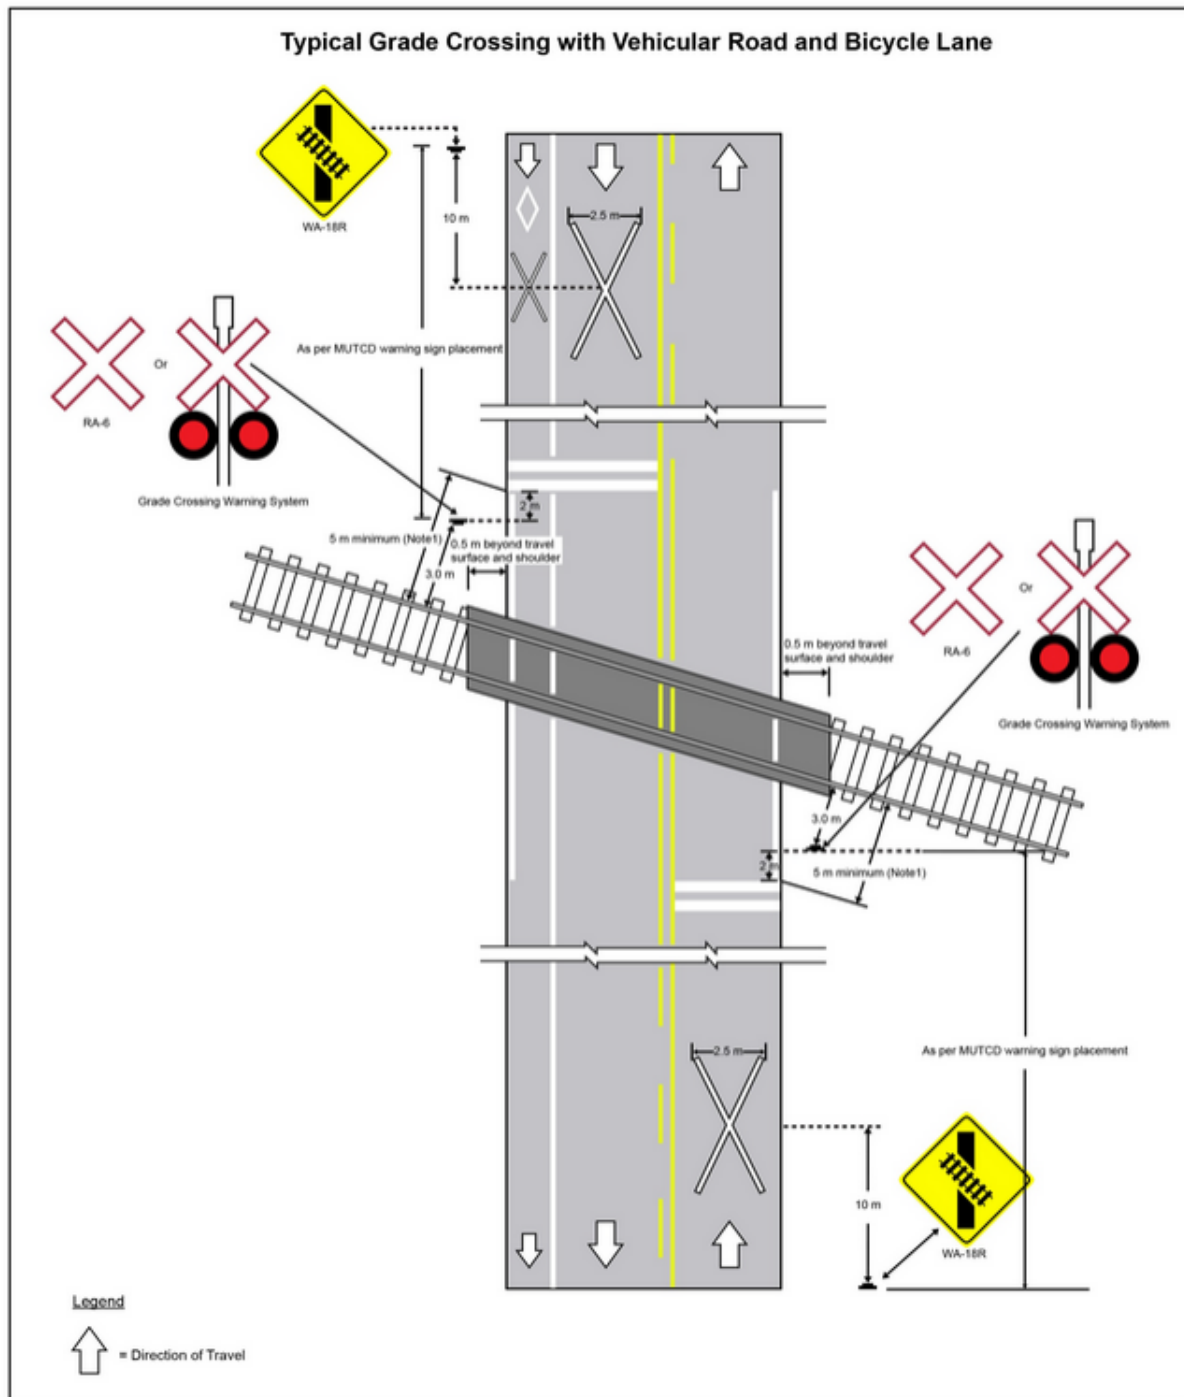 Typical Grade Crossing with Vehicular Road and Bicycle Lane
WA-18R
10 m
2.5 m
As per MUTCD warning sign placement
Or
RA-6
Grade Crossing Warning System
2 m
5 m minimum (Note1)
0.5 m beyond travel
surface and shoulder
3.0 m
Or
RA-6
0.5 m beyond travel
surface and shoulder
Grade Crossing Warning System
3.0 m
2 m
5 m minimum (Note1)
2.5 m
As per MUTCD warning sign placement
10 m
WA-18R
Legend
= Direction of Travel